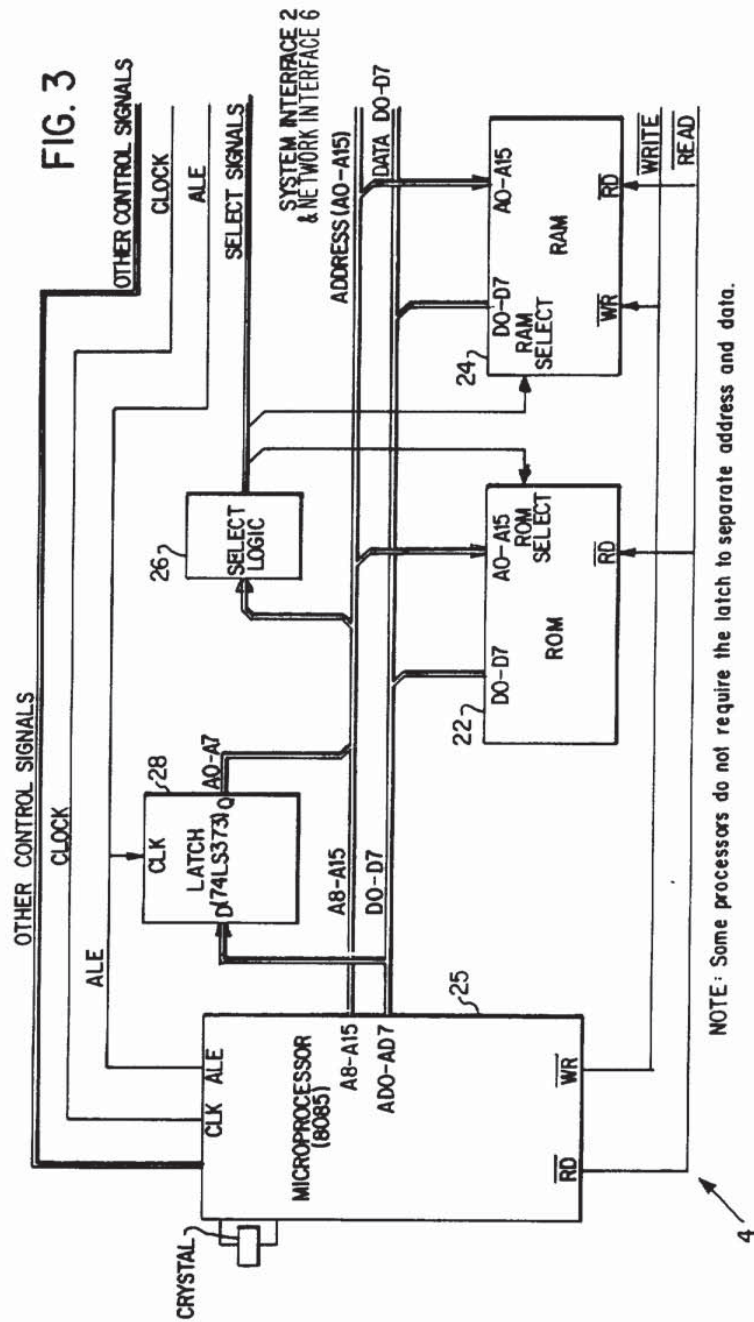 FIG. 3
OTHER CONTROL SIGNALS
OTHER CONTROL SIGNALS
CLOCK
CLOCK
ALE
ALE
SELECT SIGNALS
SYSTEM INTERFACE 2
& NETWORK INTERFACE 6
ADDRESS (A0-A15)
DATA D0-D7
CRYSTAL
CLK
ALE
MICROPROCESSOR
(8085)
A8-A15
AD0-AD7
RD
WR
25
28
CLK
LATCH
D (74LS373) Q
A0-A7
A8-A15
D0-D7
26
SELECT
LOGIC
22
D0-D7
A0-A15
ROM
SELECT
ROM
RD
24
D0-D7
A0-A15
RAM
SELECT
RAM
WR
RD
WRITE
READ
4
NOTE: Some processors do not require the latch to separate address and data.